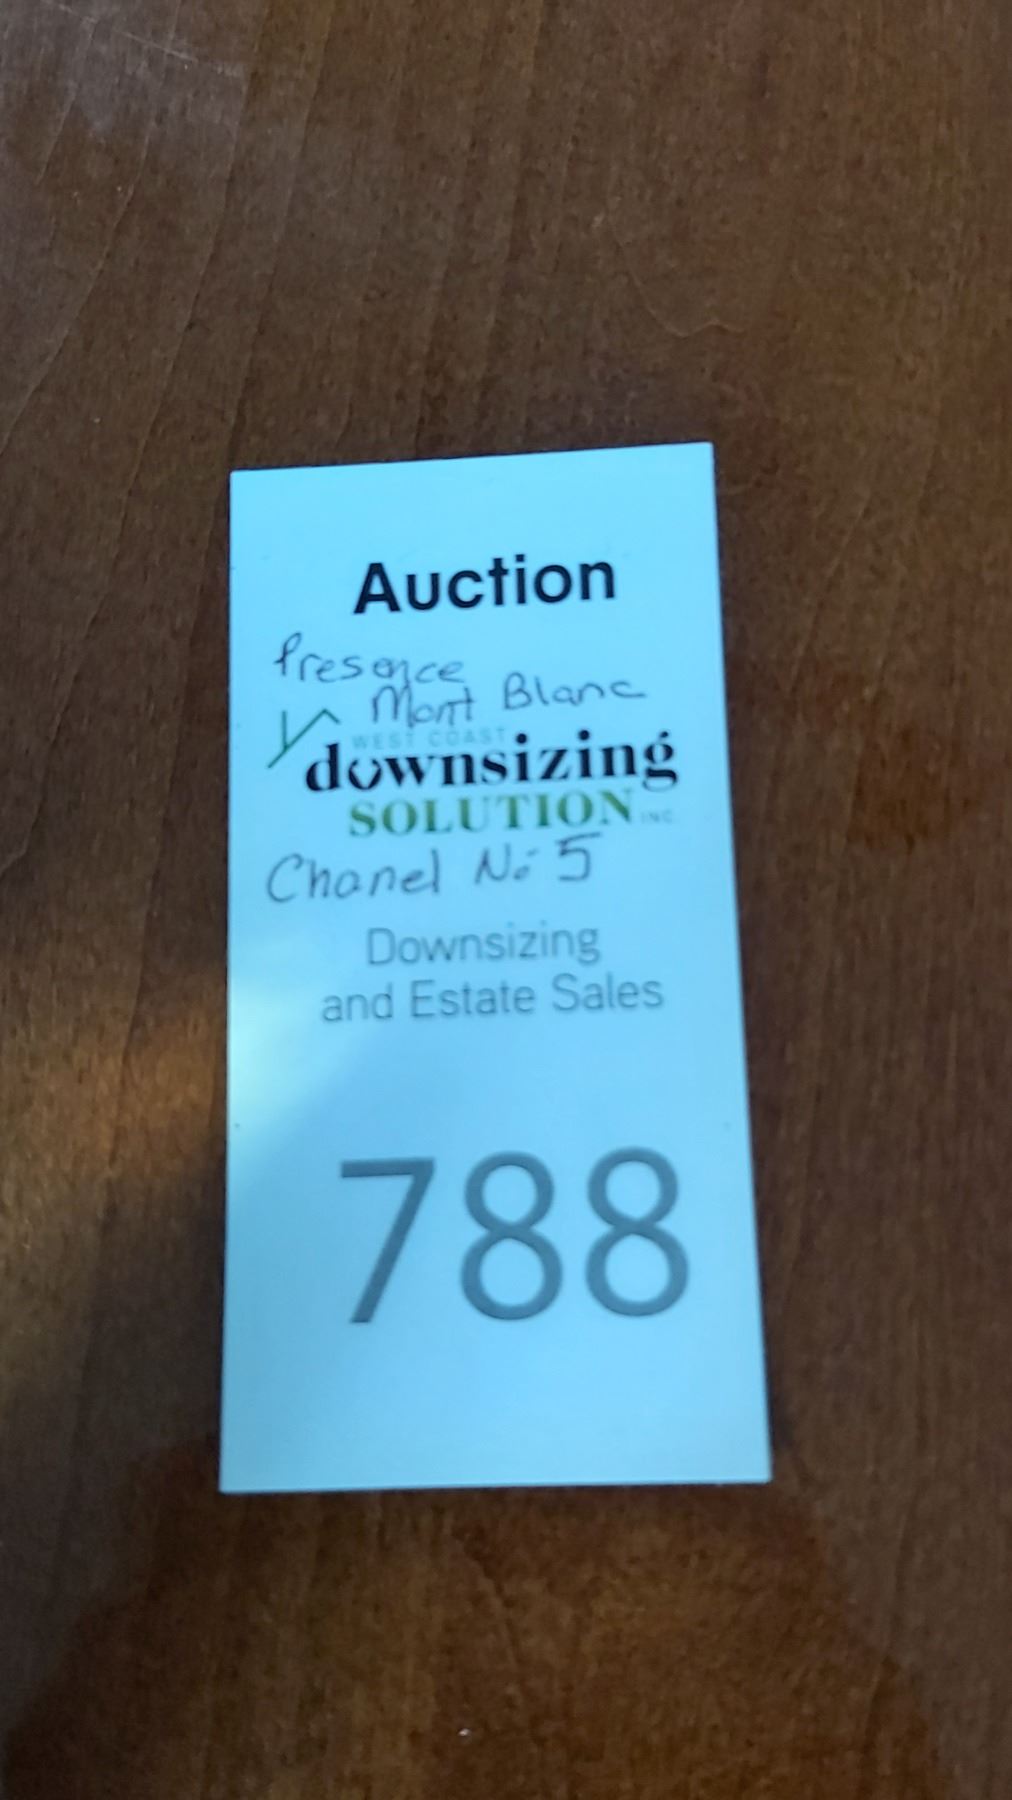 Auction
Presence
Mont Blanc
WEST COAST
downsizing
SOLUTION INC.
Chanel No: 5
Downsizing
and Estate Sales
788